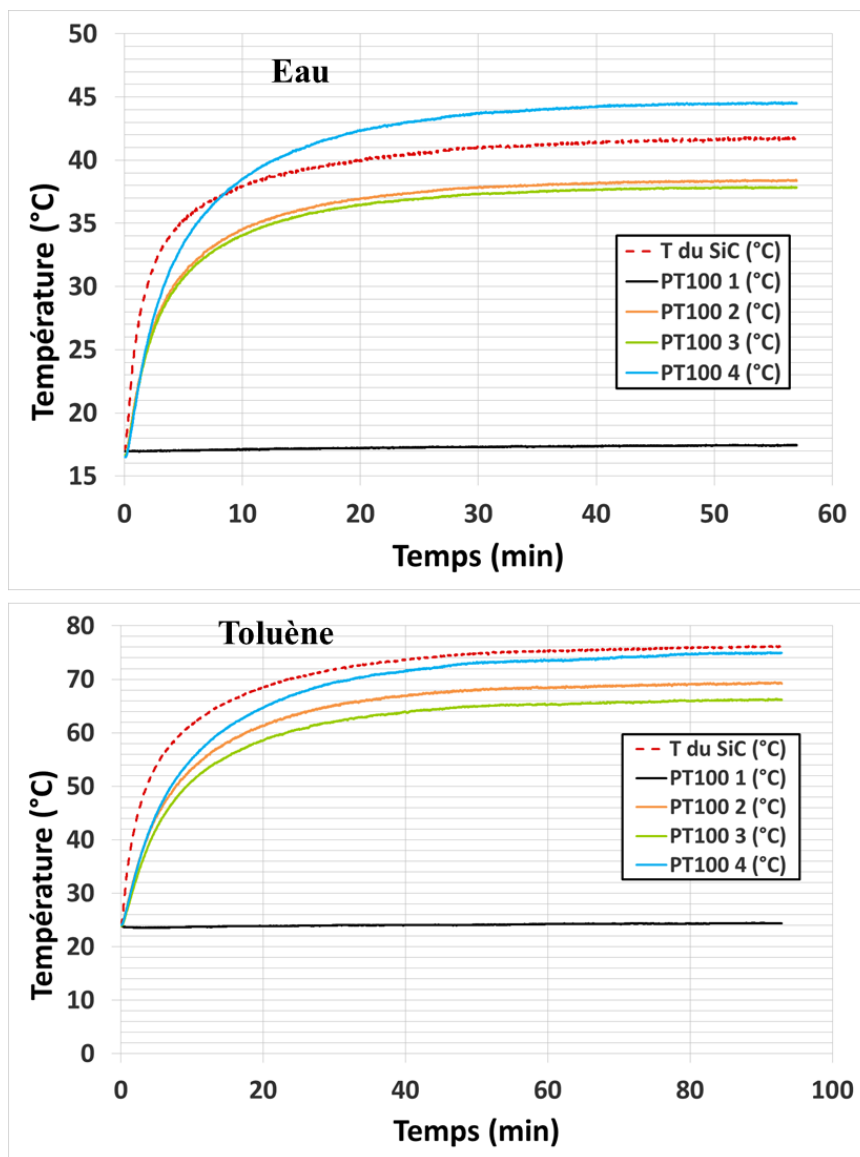 Eau
50
45
40
35
30
25
20
15
Température (°C)
T du SiC (°C)
PT100 1 (°C)
PT100 2 (°C)
PT100 3 (°C)
PT100 4 (°C)
0 10 20 30 40 50 60
Temps (min)
Toluène
80
70
60
50
40
30
20
10
0
Température (°C)
T du SiC (°C)
PT100 1 (°C)
PT100 2 (°C)
PT100 3 (°C)
PT100 4 (°C)
0 20 40 60 80 100
Temps (min)